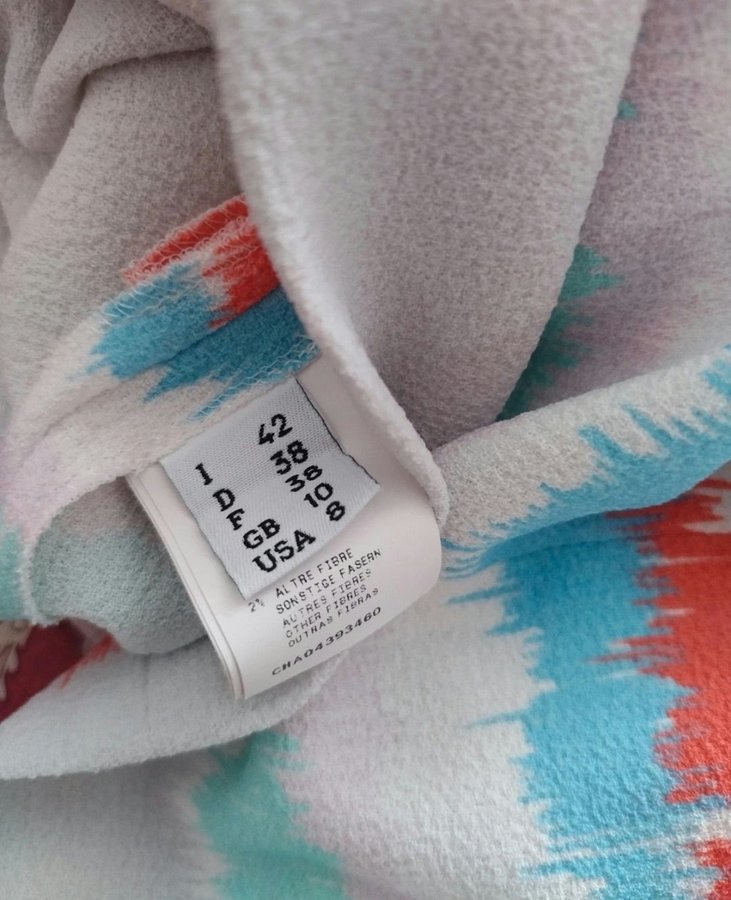 I 42
D 38
F 38
GB 10
USA 8
2% ALTRE FIBRE
SONSTIGE FASERN
AUTRES FIBRES
OTHER FIBRES
OUTRAS FIBRAS
CHA04393460